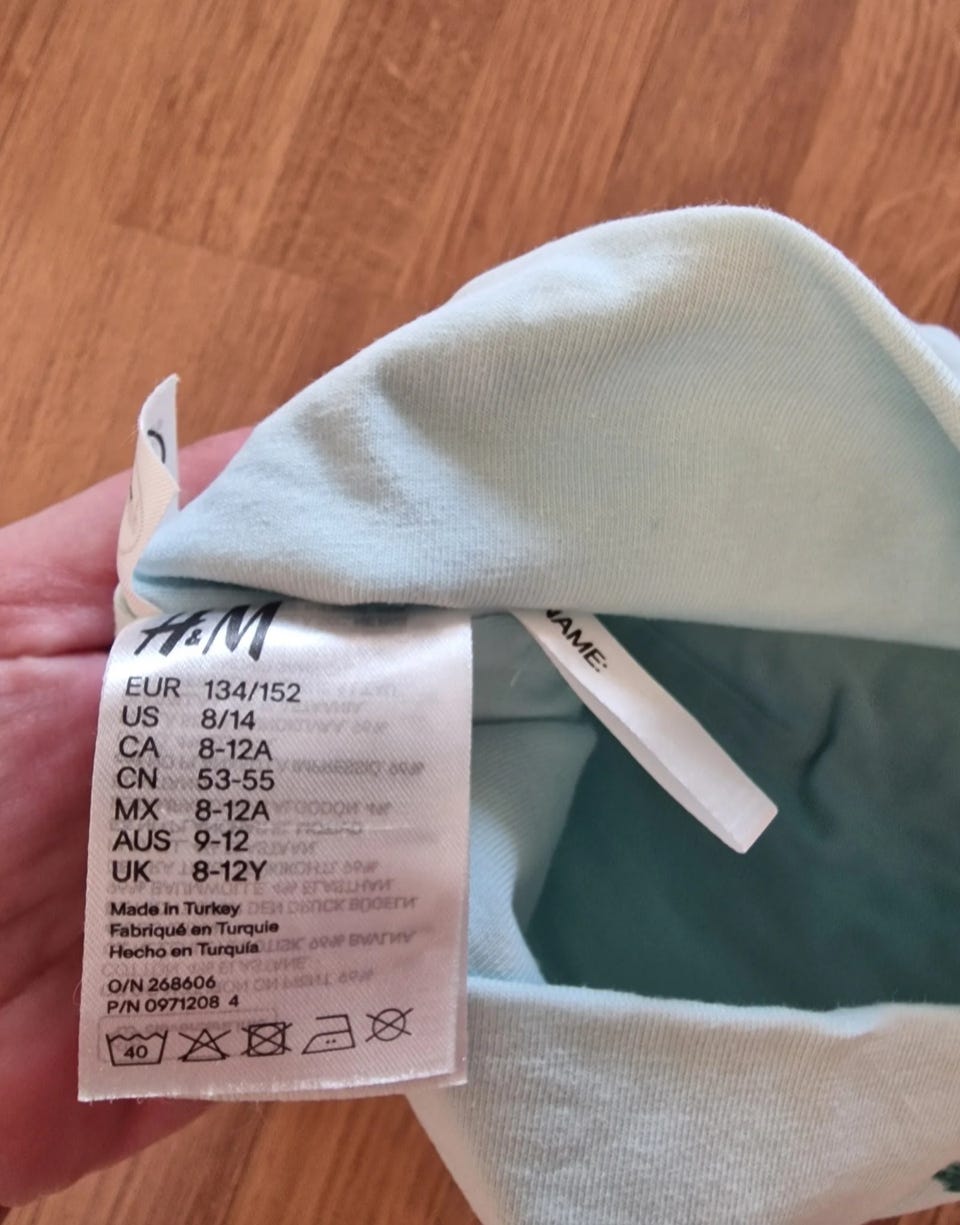 H&M
EUR 134/152
US 8/14
CA 8-12A
CN 53-55
MX 8-12A
AUS 9-12
UK 8-12Y
Made in Turkey
Fabriqué en Turquie
Hecho en Turquía
O/N 268606
P/N 0971208 4
40
NAME: